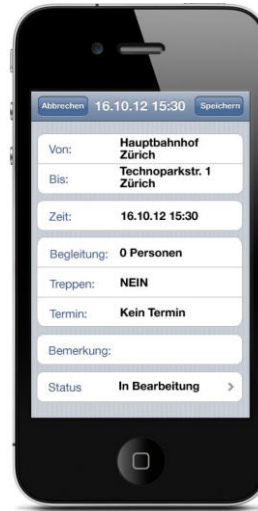 Abbrechen 16.10.12 15:30 Speichern
Von: Hauptbahnhof
Zürich
Bis: Technoparkstr. 1
Zürich
Zeit: 16.10.12 15:30
Begleitung: 0 Personen
Treppen: NEIN
Termin: Kein Termin
Bemerkung:
Status In Bearbeitung